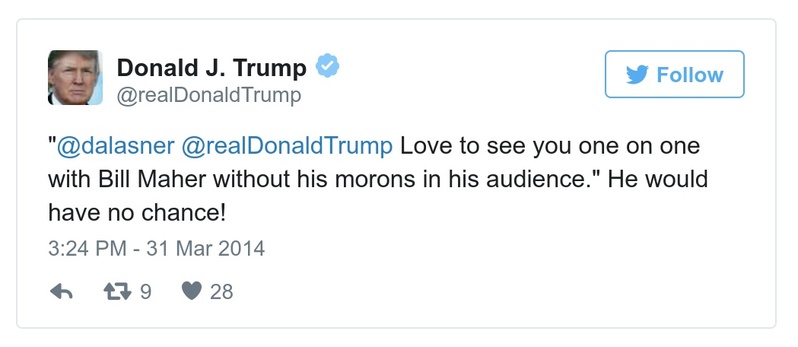 Donald J. Trump
@realDonaldTrump
Follow
"@dalasner @realDonaldTrump Love to see you one on one
with Bill Maher without his morons in his audience." He would
have no chance!
3:24 PM - 31 Mar 2014
9 28